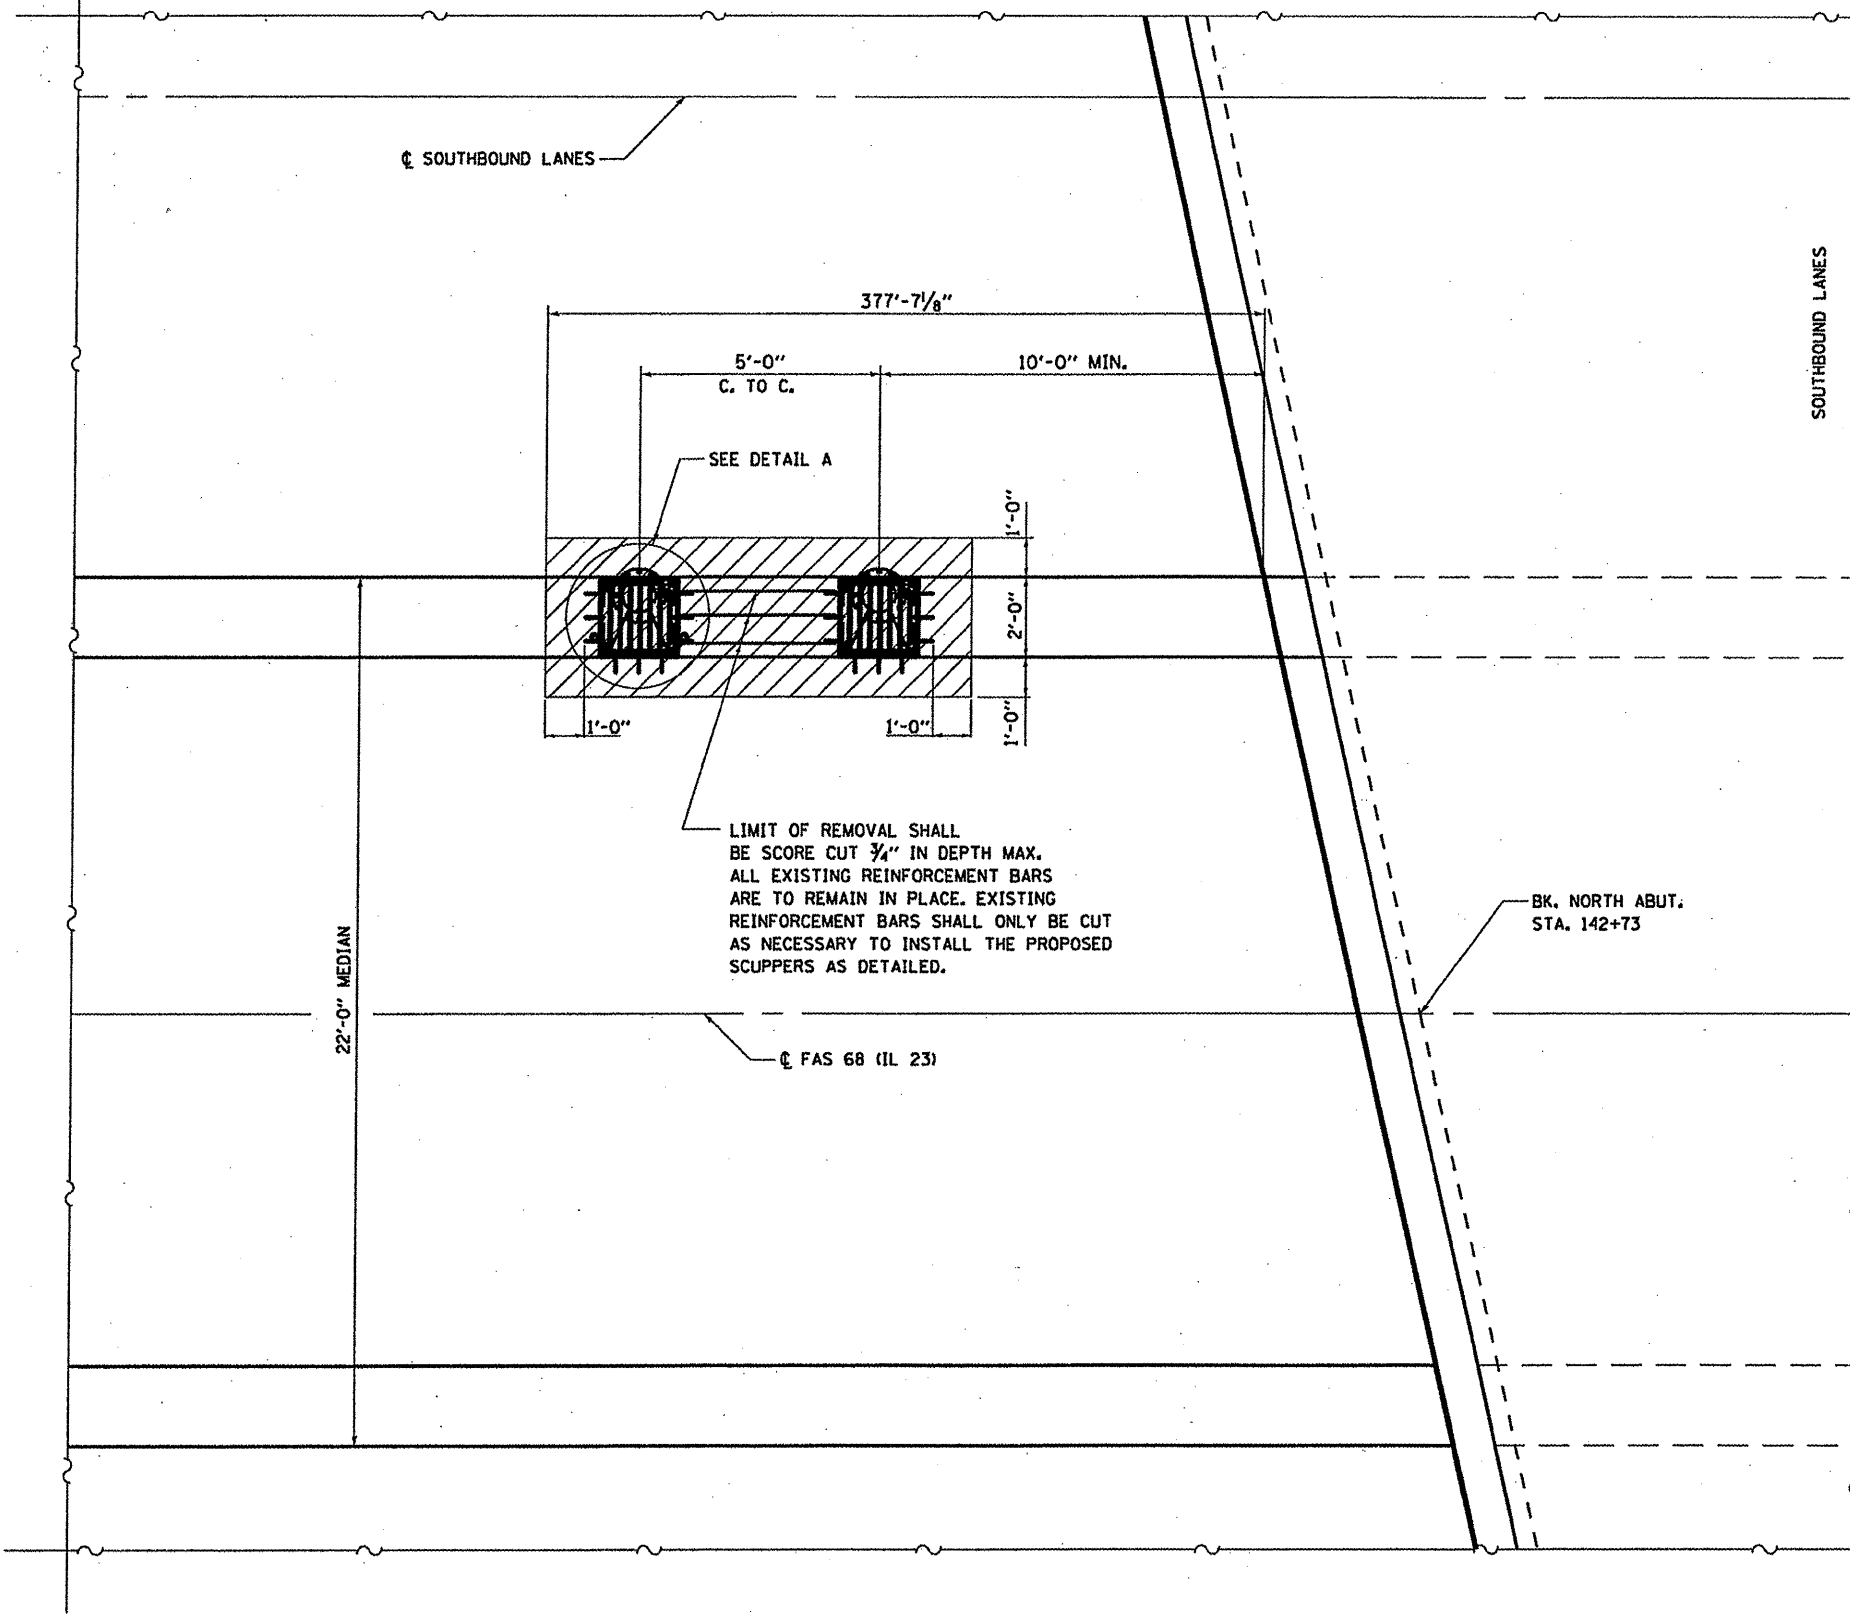 ℄ SOUTHBOUND LANES
SOUTHBOUND LANES
377'-7⅛"
5'-0"
C. TO C.
10'-0" MIN.
SEE DETAIL A
1'-0"
2'-0"
1'-0"
1'-0"
1'-0"
LIMIT OF REMOVAL SHALL
BE SCORE CUT ¾" IN DEPTH MAX.
ALL EXISTING REINFORCEMENT BARS
ARE TO REMAIN IN PLACE. EXISTING
REINFORCEMENT BARS SHALL ONLY BE CUT
AS NECESSARY TO INSTALL THE PROPOSED
SCUPPERS AS DETAILED.
BK. NORTH ABUT.
STA. 142+73
22'-0" MEDIAN
℄ FAS 68 (IL 23)